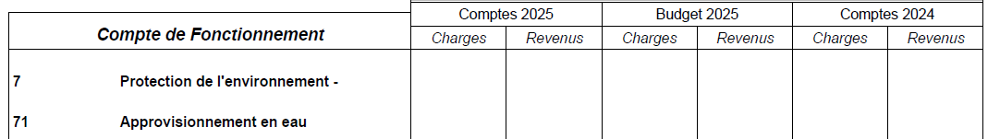 Comptes 2025 Budget 2025 Comptes 2024
Compte de Fonctionnement
Charges Revenus Charges Revenus Charges Revenus
7 Protection de l'environnement -
71 Approvisionnement en eau